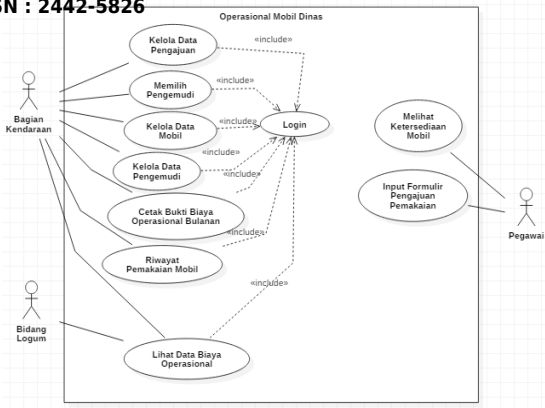 SN : 2442-5826
Operasional Mobil Dinas
Kelola Data
Pengajuan
«include»
Memilih
Pengemudi
«include»
Bagian
Kendaraan
Kelola Data
Mobil
«include»
Login
Melihat
Ketersediaan
Mobil
Kelola Data
Pengemudi
«include»
«include»
Input Formulir
Pengajuan
Pemakaian
Cetak Bukti Biaya
Operasional Bulanan
«include»
Pegawai
Riwayat
Pemakaian Mobil
«include»
Bidang
Logum
Lihat Data Biaya
Operasional